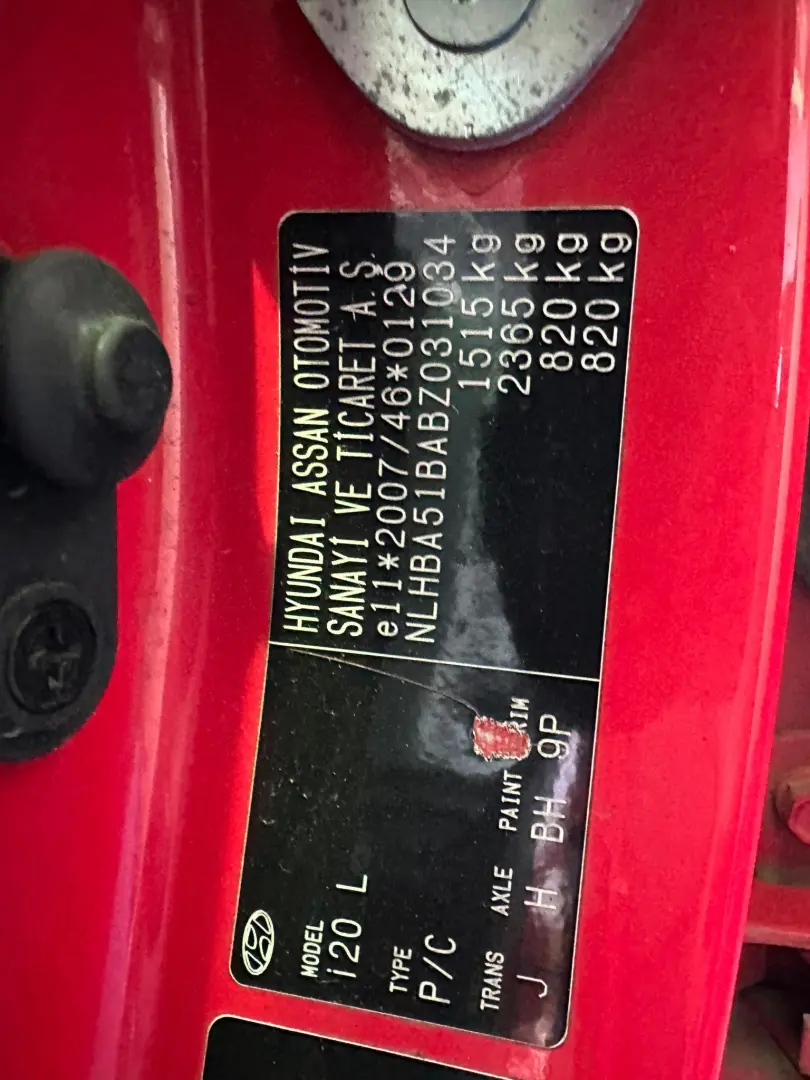 HYUNDAI ASSAN OTOMOTİV
SANAYİ VE TİCARET A.Ş.
e11*2007/46*0129
NLHBA51BABZ031034
1515 kg
2365 kg
820 kg
820 kg
MODEL
i20 L
TYPE
P/C
TRANS AXLE PAINT
J H BH 9P